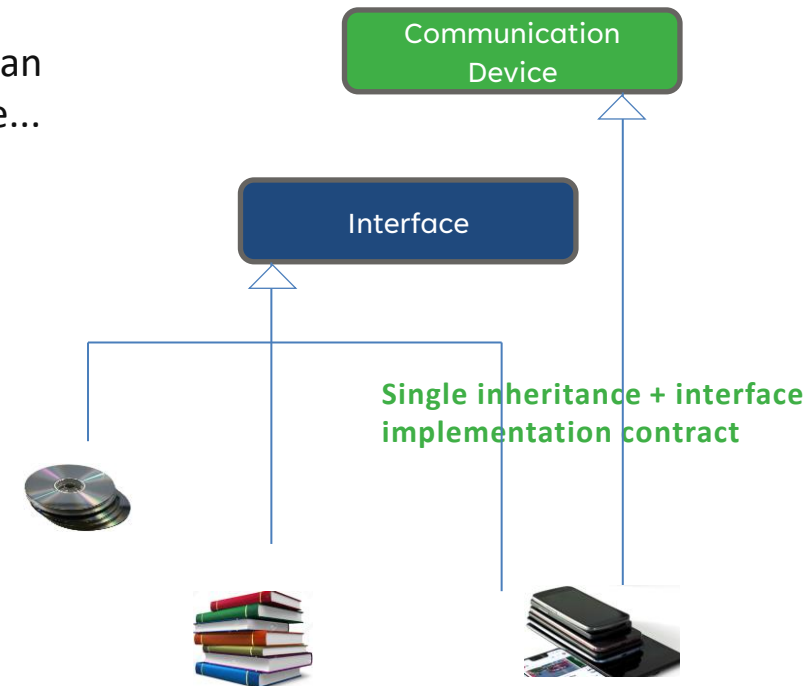 an
e...
Communication
Device
Interface
Single inheritance + interface
implementation contract